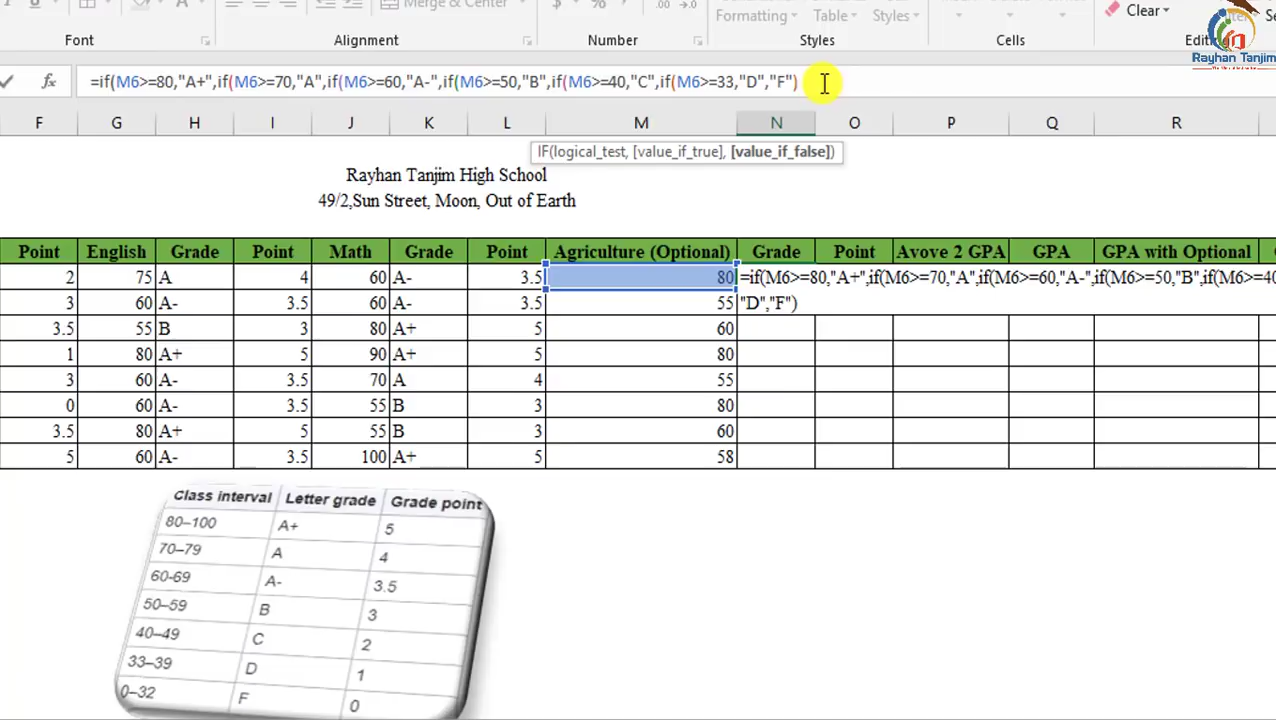 Merge & Center
$ %
Formatting Table Styles
Clear
Font Alignment Number Styles Cells
Rayhan Tanjim
fx =if(M6>=80,"A+",if(M6>=70,"A",if(M6>=60,"A-",if(M6>=50,"B",if(M6>=40,"C",if(M6>=33,"D","F")
F G H I J K L M N O P Q R
IF(logical_test, [value_if_true], [value_if_false])
Rayhan Tanjim High School
49/2,Sun Street, Moon, Out of Earth
Point English Grade Point Math Grade Point Agriculture (Optional) Grade Point Avove 2 GPA GPA GPA with Optional
2 75 A 4 60 A- 3.5 80 =if(M6>=80,"A+",if(M6>=70,"A",if(M6>=60,"A-",if(M6>=50,"B",if(M6>=40
3 60 A- 3.5 60 A- 3.5 55 "D","F")
3.5 55 B 3 80 A+ 5 60
1 80 A+ 5 90 A+ 5 80
3 60 A- 3.5 70 A 4 55
0 60 A- 3.5 55 B 3 80
3.5 80 A+ 5 55 B 3 60
5 60 A- 3.5 100 A+ 5 58
Class interval Letter grade Grade point
80–100 A+ 5
70–79 A 4
60-69 A- 3.5
50–59 B 3
40–49 C 2
33–39 D 1
0–32 F 0